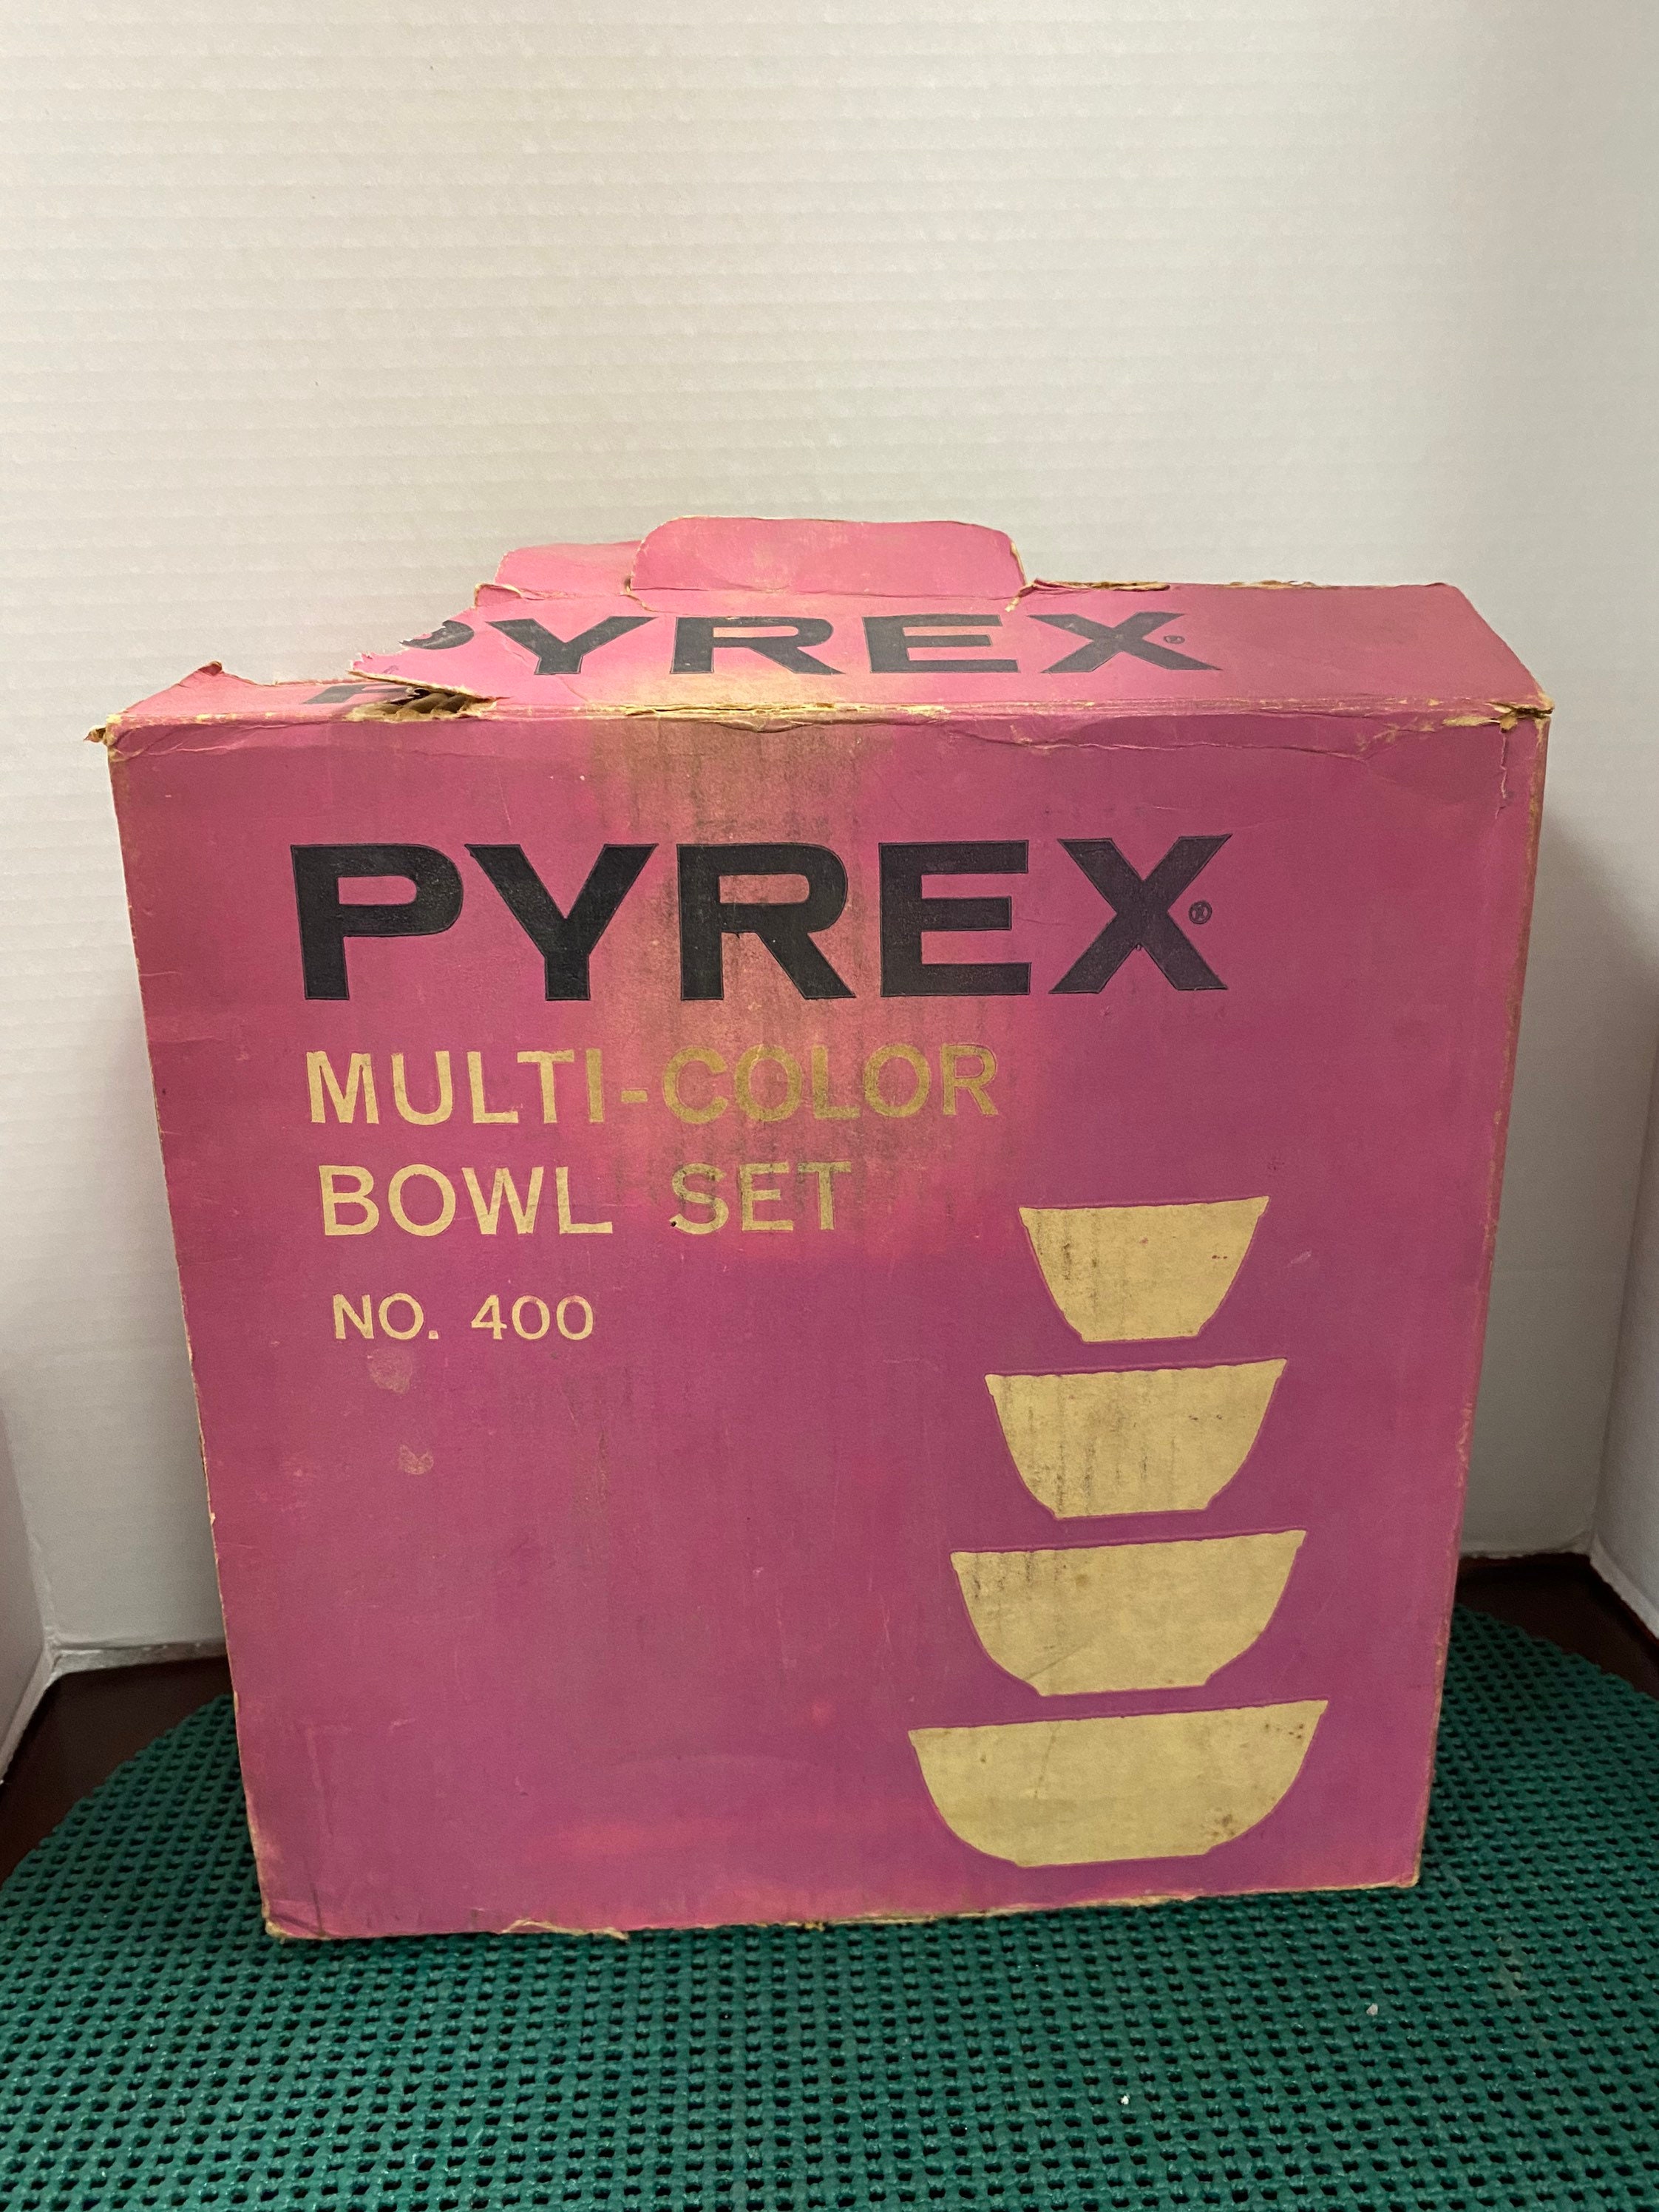 PYREX®
PYREX®
MULTI-COLOR
BOWL SET
NO. 400